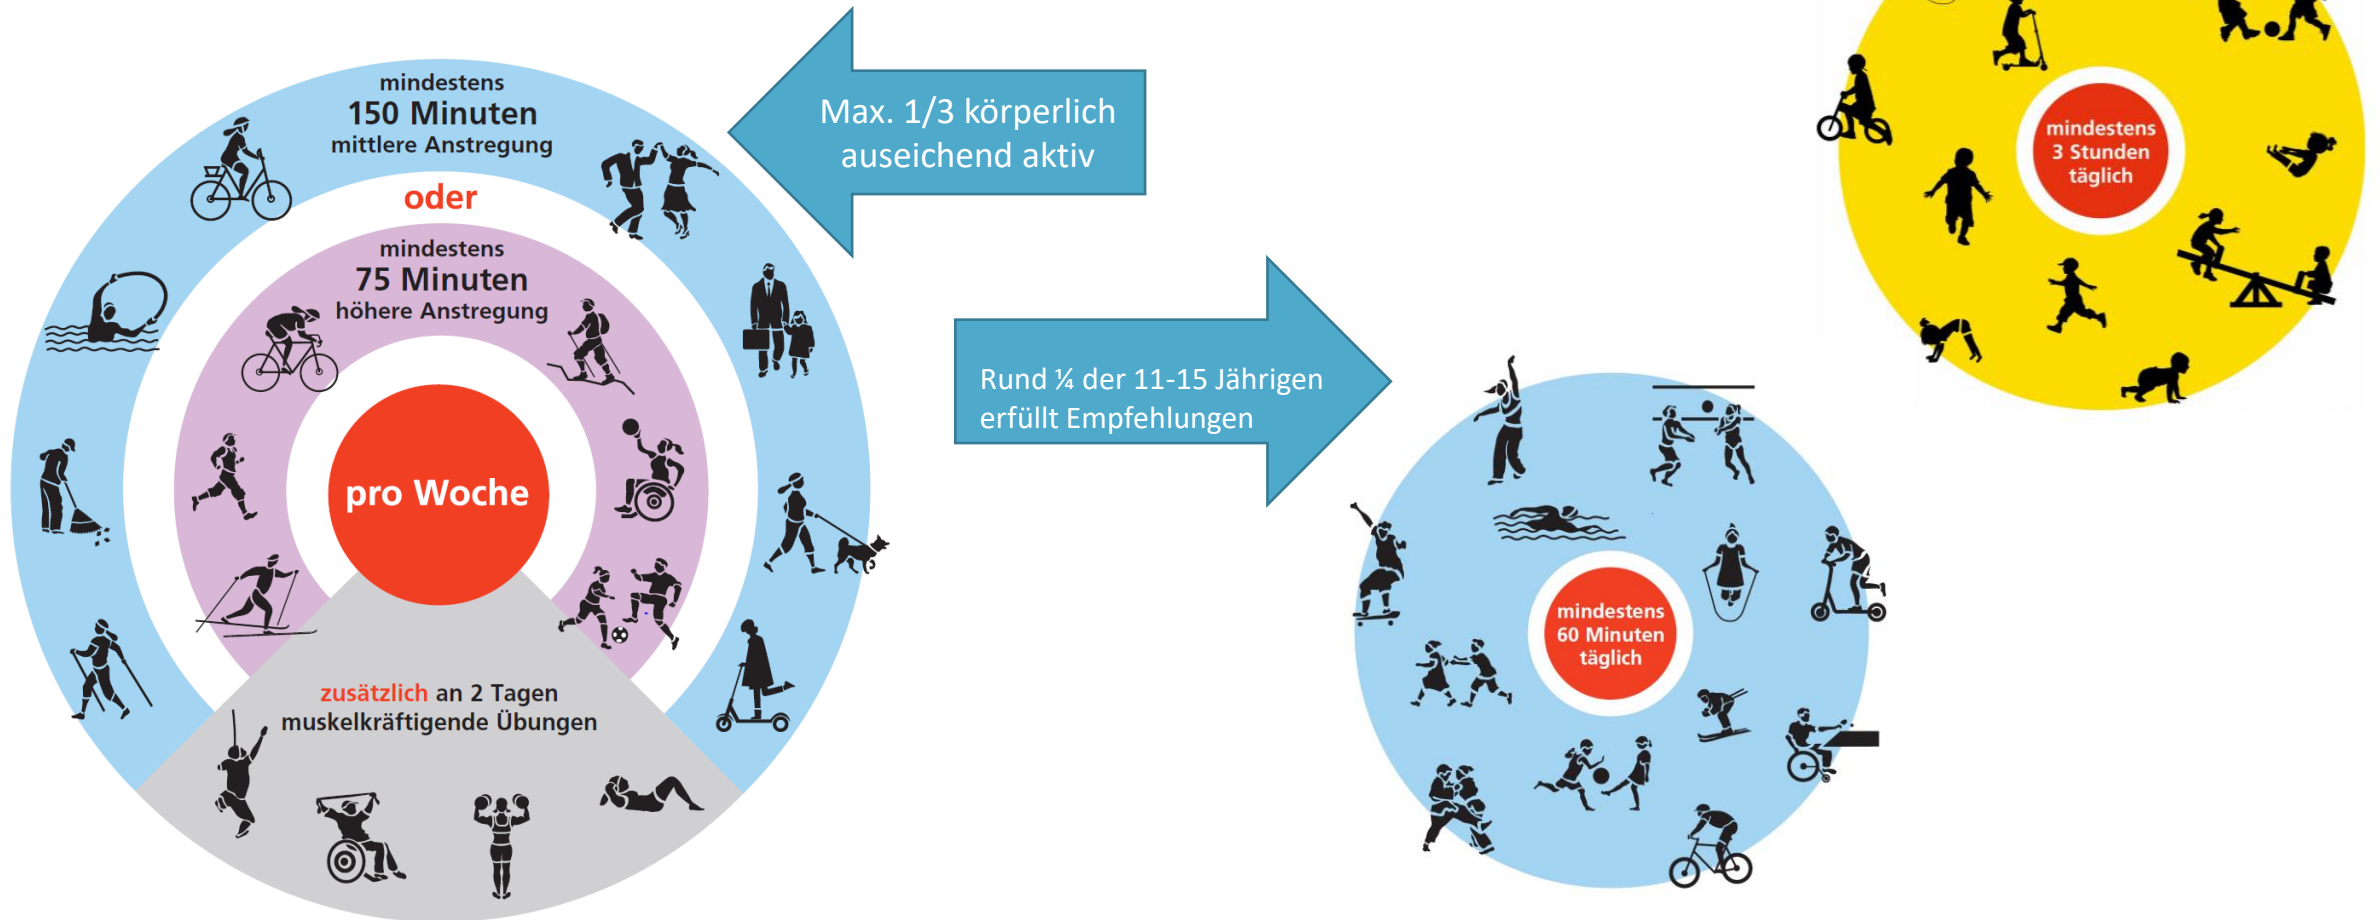 mindestens
150 Minuten
mittlere Anstregung
oder
mindestens
75 Minuten
höhere Anstregung
pro Woche
zusätzlich an 2 Tagen
muskelkräftigende Übungen
Max. 1/3 körperlich
auseichend aktiv
Rund ¼ der 11-15 Jährigen
erfüllt Empfehlungen
mindestens
3 Stunden
täglich
mindestens
60 Minuten
täglich